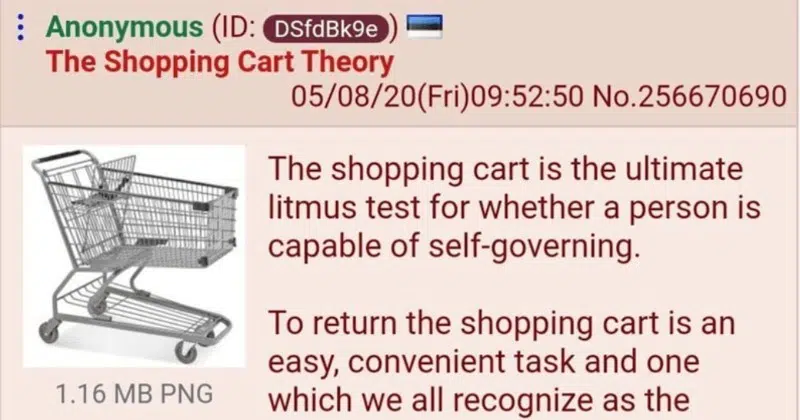 Anonymous (ID: DSfdBk9e)
The Shopping Cart Theory
05/08/20(Fri)09:52:50 No.256670690
The shopping cart is the ultimate
litmus test for whether a person is
capable of self-governing.
To return the shopping cart is an
easy, convenient task and one
which we all recognize as the
1.16 MB PNG